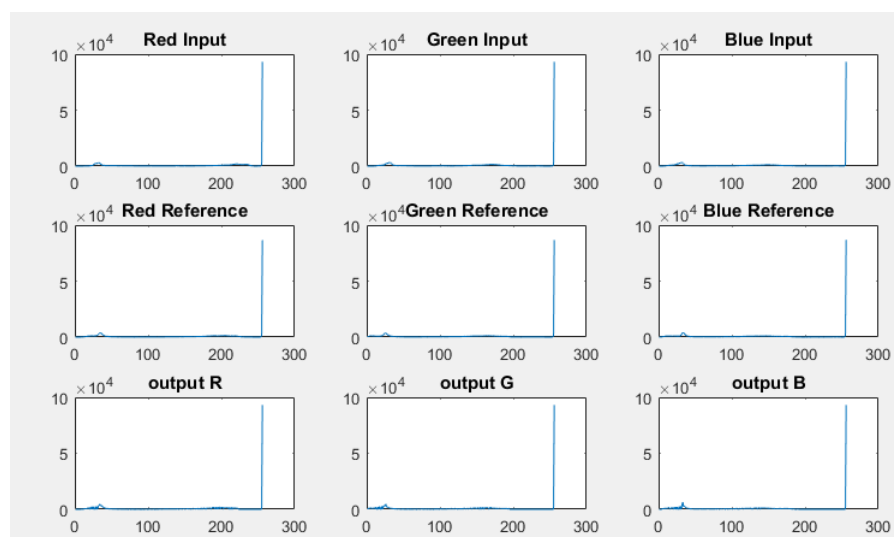 ×10⁴ Red Input
×10⁴ Green Input
×10⁴ Blue Input
10
5
0
0 100 200 300
10
5
0
0 100 200 300
10
5
0
0 100 200 300
×10⁴ Red Reference
×10⁴ Green Reference
×10⁴ Blue Reference
10
5
0
0 100 200 300
10
5
0
0 100 200 300
10
5
0
0 100 200 300
×10⁴ output R
×10⁴ output G
×10⁴ output B
10
5
0
0 100 200 300
10
5
0
0 100 200 300
10
5
0
0 100 200 300